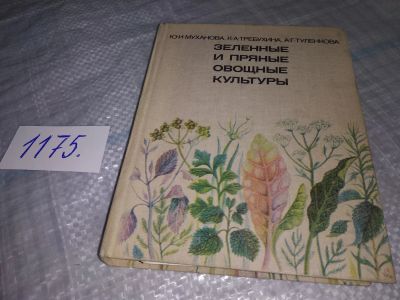 Ю.И.МУХАНОВА, К.А.ТРЕБУХИНА, А.Г.ТУЛЕНКОВА
ЗЕЛЕННЫЕ
И ПРЯНЫЕ
ОВОЩНЫЕ
КУЛЬТУРЫ
1175.